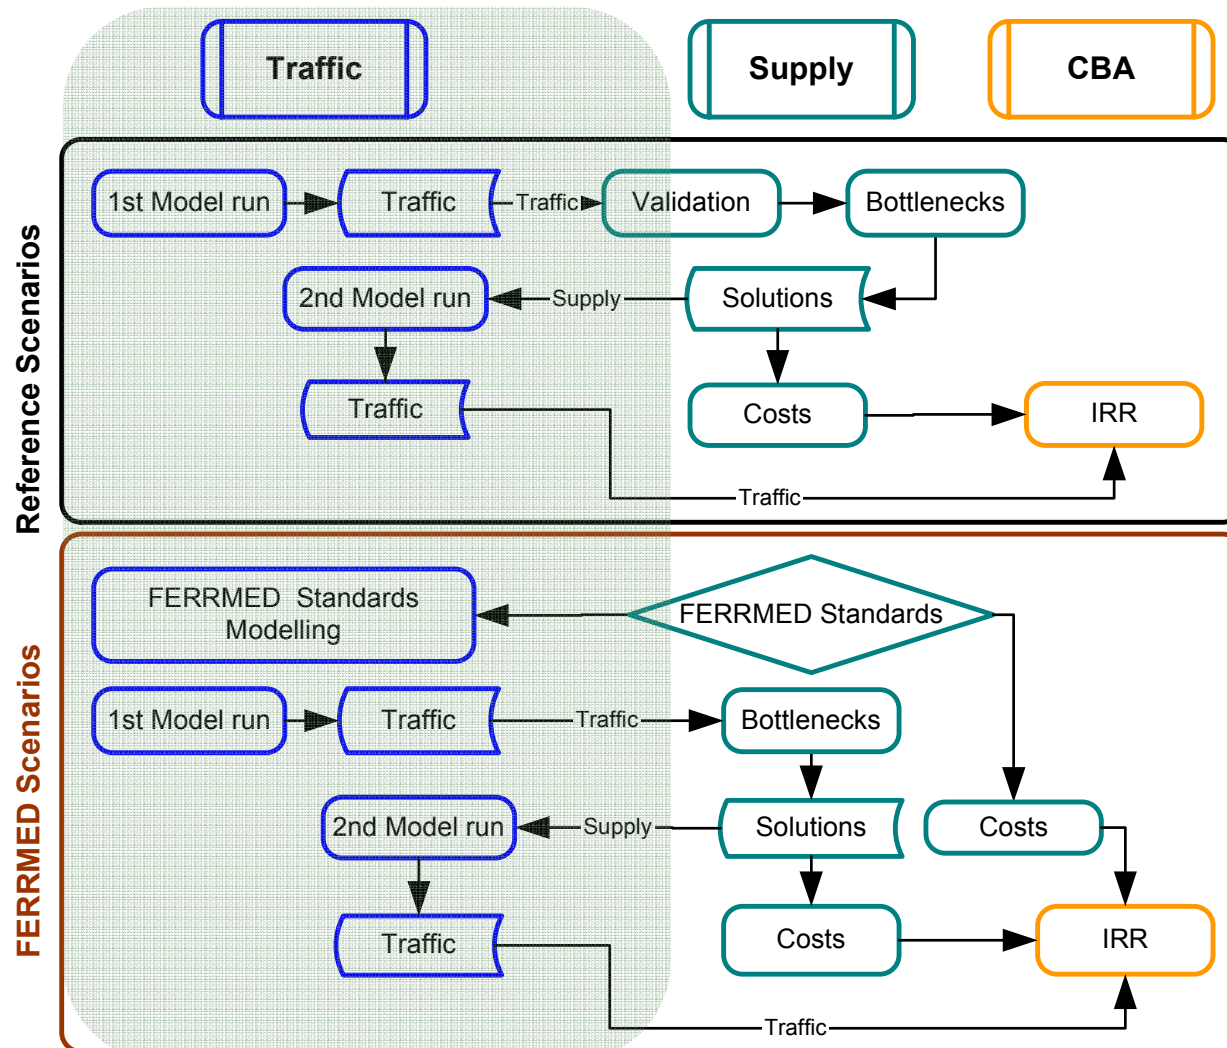 Traffic
Supply
CBA
Reference Scenarios
1st Model run
Traffic
Traffic
Validation
Bottlenecks
2nd Model run
Supply
Solutions
Traffic
Costs
IRR
Traffic
FERRMED Scenarios
FERRMED Standards
Modelling
FERRMED Standards
1st Model run
Traffic
Traffic
Bottlenecks
2nd Model run
Supply
Solutions
Costs
Traffic
Costs
IRR
Traffic